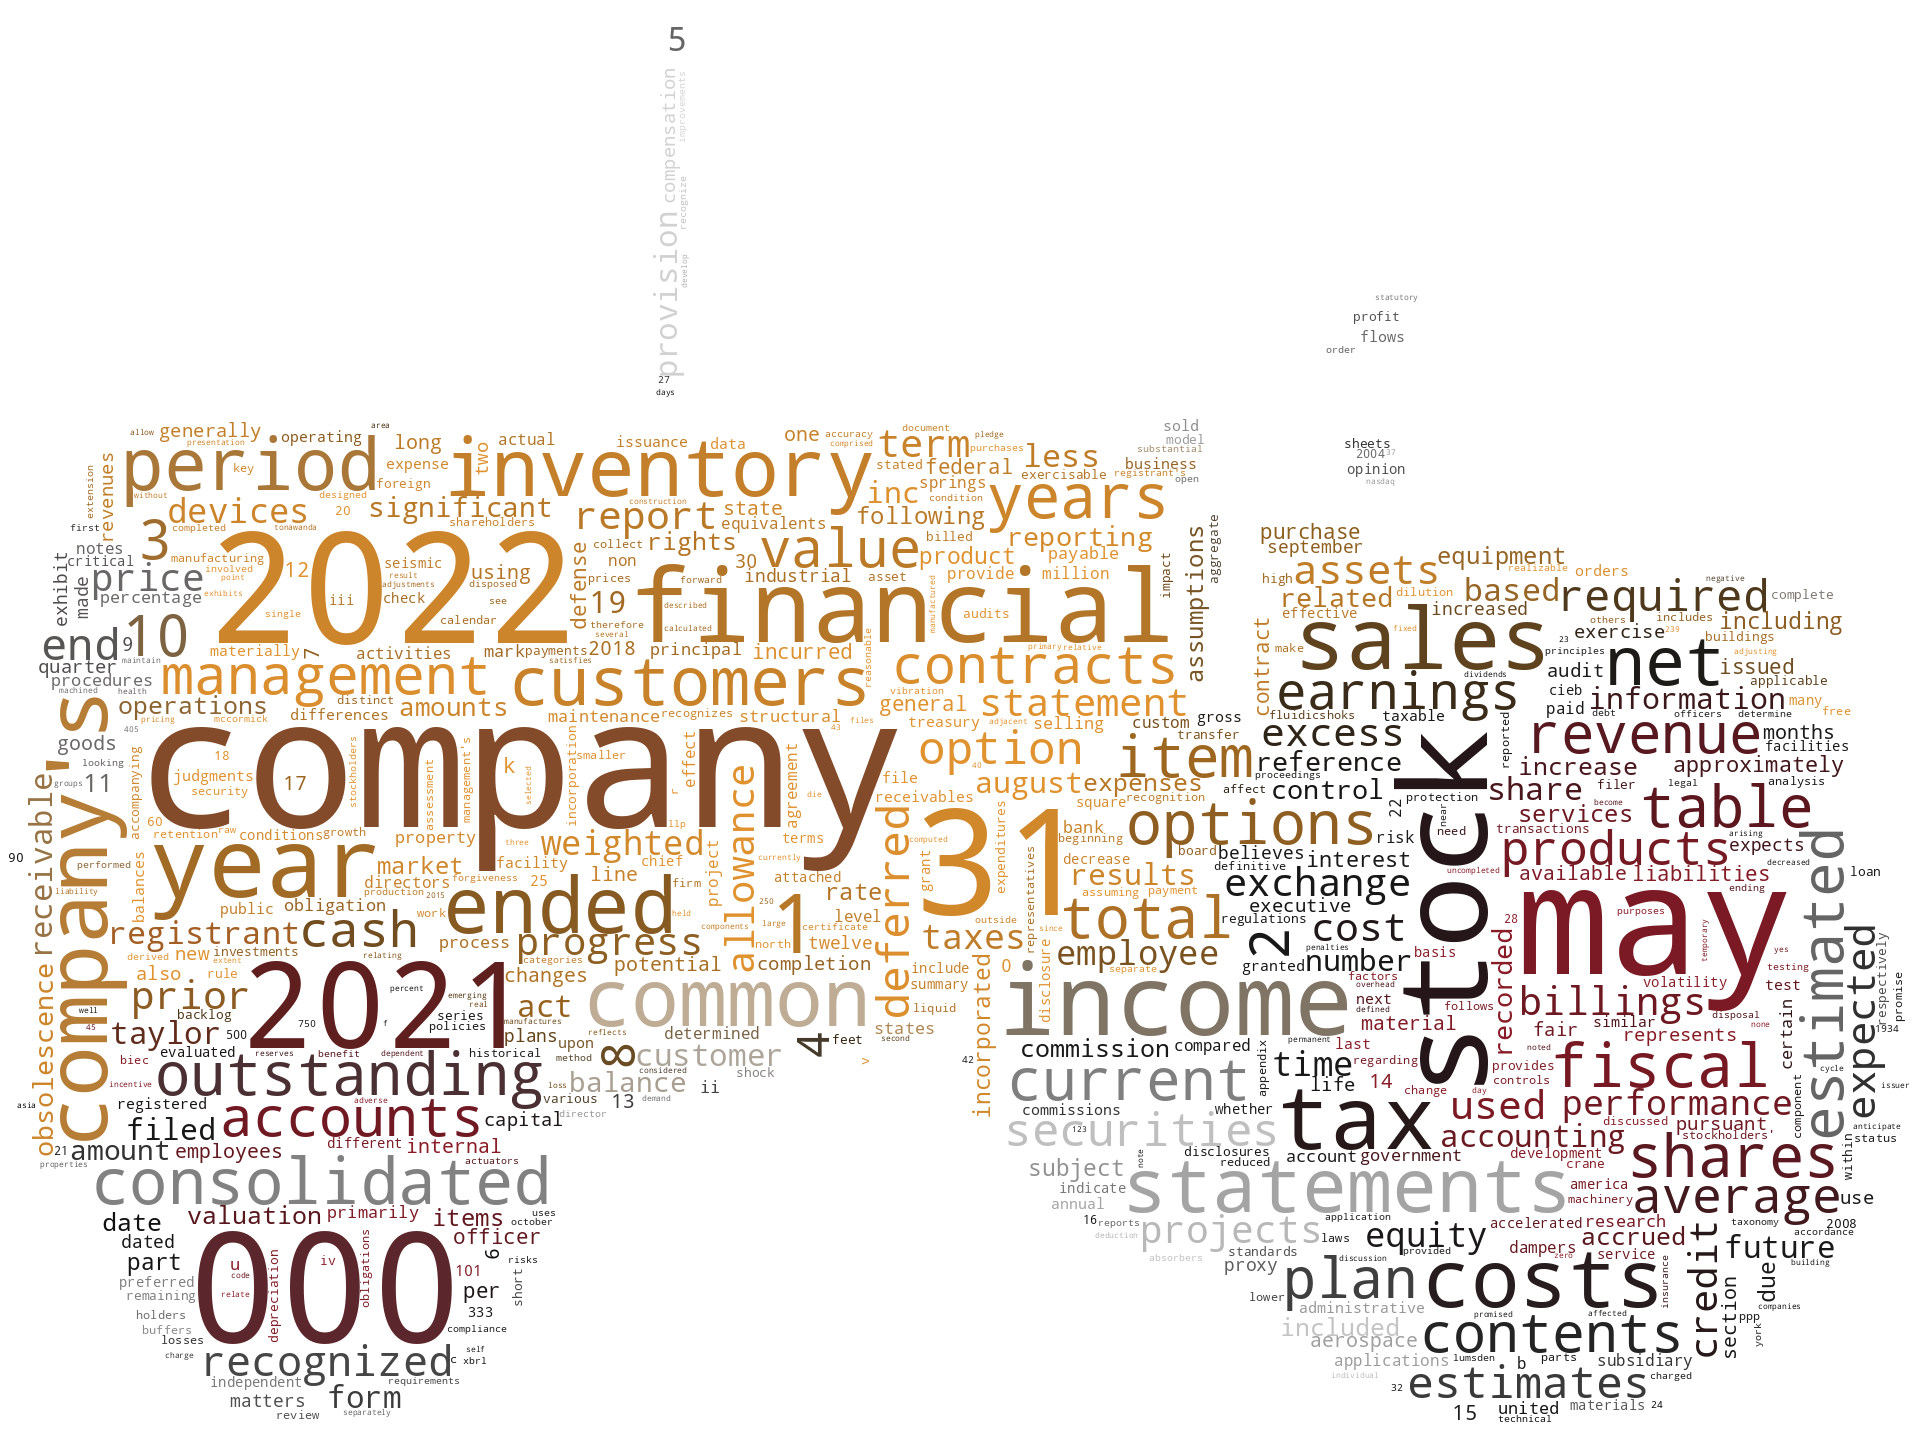 5
provision compensation improvements
recognize
develop
27
days
statutory
profit
flows
order
sheets
2004 37
opinion
nasdaq
allow generally operating area long actual issuance data one accuracy term document pledge sold
presentation period key expense two inventory comprised stated federal purchases less business model substantial
revenues extension without foreign designed inc springs exercisable registrant's open
devices 20 significant report state condition years
first 3 completed tonawanda shareholders construction equivalents following reporting aggregate
notes critical manufacturing 2022 seismic using defense collect rights billed value product payable impact assumptions
exhibit made price involved point 12 result adjustments check non 30 industrial asset provide million
percentage exhibits single iii disposed see prices forward financial manufactured audits
end 9 10 calendar 19 described therefore several calculated
quarter maintain materially 7 activities mark payments 2018 principal incurred reasonable primary relative
procedures machined health management satisfies customers contracts
's operations distinct amounts maintenance recognizes structural vibration general statement
pricing mccormick differences files treasury adjacent selling custom gross
goods 405 company 43 option item transfer
looking 18 stockholders assessment management's k incorporation smaller effect file 40
receivable groups 11 accompanying judgments security 17 selected r allowance agreement die receivables august expenses
60 retention raw conditions growth property llp terms 31 square recognition
90 company performed balances year market three weighted project computed bank beginning options
liability directors facility line chief currently grant expenditures decrease board
forgiveness 25 firm attached rate deferred results
public obligation production 2015 work ended held 250 large 1 certificate level assuming payment
registrant cash process progress components north twelve outside since representatives total
derived new investments relating categories taxes employee
obsolescence also rule extent changes potential completion include 0 disclosure separate
prior 2021 percent emerging real act common summary incorporated
well backlog series manufactures liquid income
45 taylor 500 750 f policies plans reflects determined 4 feet states
biec evaluated reserves benefit dependent historical upon method 8 customer second
incentive outstanding loss balance considered shock > 42
asia registered adverse various 13 demand ii current
filed accounts capital director
21 amount employees different internal commissions 123
properties consolidated actuators securities
date valuation primarily items uses october subject note
dated 000 officer indicate statements
part u code iv obligations 6 risks annual
preferred relate depreciation 101 short 16 reports projects
remaining per deduction
holders 333 absorbers
buffers losses compliance
charge recognized c self xbrl
independent requirements
matters form
review separately
purchase september equipment
high assets realizable orders
related dilution based required negative complete
effective increased others includes including
contract make sales fixed 23 exercise 239 buildings
principles net adjusting
earnings dividends audit issued applicable
fluidicshoks taxable cieb information many
excess paid debt officers determine free
reference reported revenue months facilities
proceedings stock increase approximately
affect control protection filer legal analysis
22 near share become table
risk need services arising
believes interest transactions products expects
definitive uncompleted decreased estimated loan
exchange available liabilities ending
executive may purposes
regulations cost 28 temporary yes
2 penalties basis recorded testing expected
granted number factors overhead volatility test respectively
next defined follows billings disposal promise
material fair similar none 1934
commission compared permanent last noted represents certain
appendix time regarding provides fiscal cycle
life 14 change controls issuer
whether day used performance component
tax discussed pursuant anticipate
disclosures accounting stockholders' status
reduced account government development shares within
crane
america machinery average use
application accelerated research taxonomy 2008
laws equity provided accrued accordance
standards discussion dampers zero service credit future building
proxy plan costs insurance due
lower promised affected companies
administrative section ppp
included contents york
aerospace
applications lumsden b parts subsidiary
individual charged
32 estimates
15 united materials 24
technical